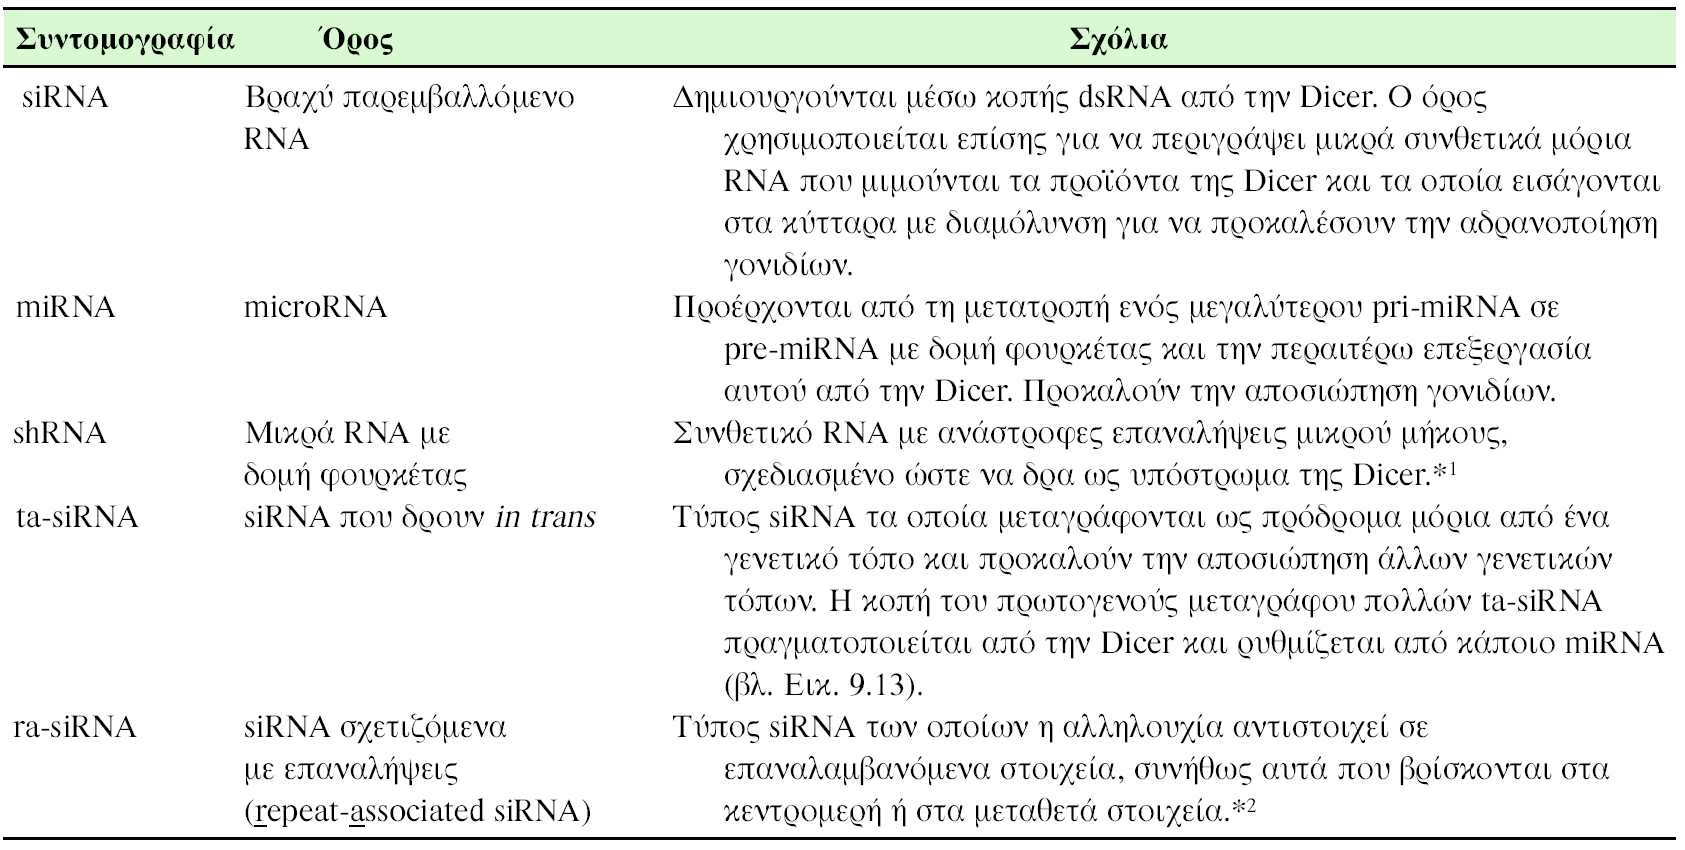 Συντομογραφία Όρος Σχόλια
siRNA Βραχύ παρεμβαλλόμενο Δημιουργούνται μέσω κοπής dsRNA από την Dicer. Ο όρος
RNA χρησιμοποιείται επίσης για να περιγράψει μικρά συνθετικά μόρια
RNA που μιμούνται τα προϊόντα της Dicer και τα οποία εισάγονται
στα κύτταρα με διαμόλυνση για να προκαλέσουν την αδρανοποίηση
γονιδίων.
miRNA microRNA Προέρχονται από τη μετατροπή ενός μεγαλύτερου pri-miRNA σε
pre-miRNA με δομή φουρκέτας και την περαιτέρω επεξεργασία
αυτού από την Dicer. Προκαλούν την αποσιώπηση γονιδίων.
shRNA Μικρά RNA με Συνθετικό RNA με ανάστροφες επαναλήψεις μικρού μήκους,
δομή φουρκέτας σχεδιασμένο ώστε να δρα ως υπόστρωμα της Dicer.*1
ta-siRNA siRNA που δρουν in trans Τύπος siRNA τα οποία μεταγράφονται ως πρόδρομα μόρια από ένα
γενετικό τόπο και προκαλούν την αποσιώπηση άλλων γενετικών
τόπων. Η κοπή του πρωτογενούς μεταγράφου πολλών ta-siRNA
πραγματοποιείται από την Dicer και ρυθμίζεται από κάποιο miRNA
(βλ. Εικ. 9.13).
ra-siRNA siRNA σχετιζόμενα Τύπος siRNA των οποίων η αλληλουχία αντιστοιχεί σε
με επαναλήψεις επαναλαμβανόμενα στοιχεία, συνήθως αυτά που βρίσκονται στα
(repeat-associated siRNA) κεντρομερή ή στα μεταθετά στοιχεία.*2